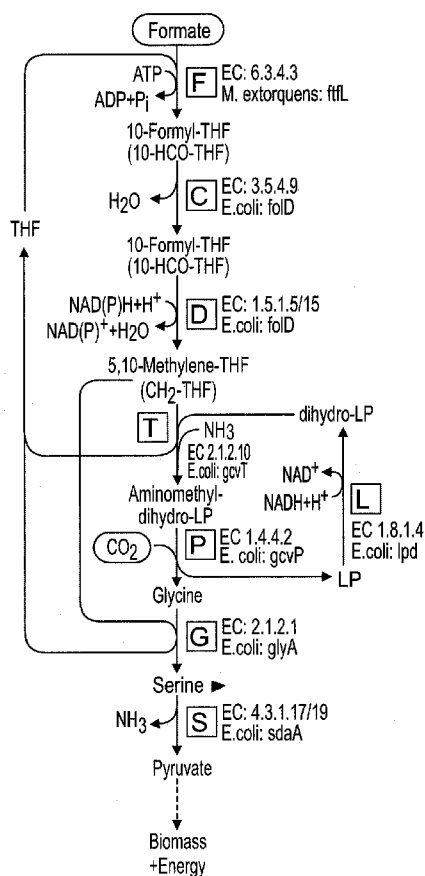 Formate
ATP
ADP+Pi
F
EC: 6.3.4.3
M. extorquens: ftfL
10-Formyl-THF
(10-HCO-THF)
H2O
C
EC: 3.5.4.9
E.coli: folD
THF
10-Formyl-THF
(10-HCO-THF)
NAD(P)H+H+
NAD(P)++H2O
D
EC: 1.5.1.5/15
E.coli: folD
5,10-Methylene-THF
(CH2-THF)
T
dihydro-LP
NH3
EC 2.1.2.10
E.coli: gcvT
NAD+
NADH+H+
L
EC 1.8.1.4
E.coli: lpd
Aminomethyl-
dihydro-LP
CO2
P
EC 1.4.4.2
E. coli: gcvP
LP
Glycine
G
EC: 2.1.2.1
E.coli: glyA
Serine
NH3
S
EC: 4.3.1.17/19
E.coli: sdaA
Pyruvate
Biomass
+Energy